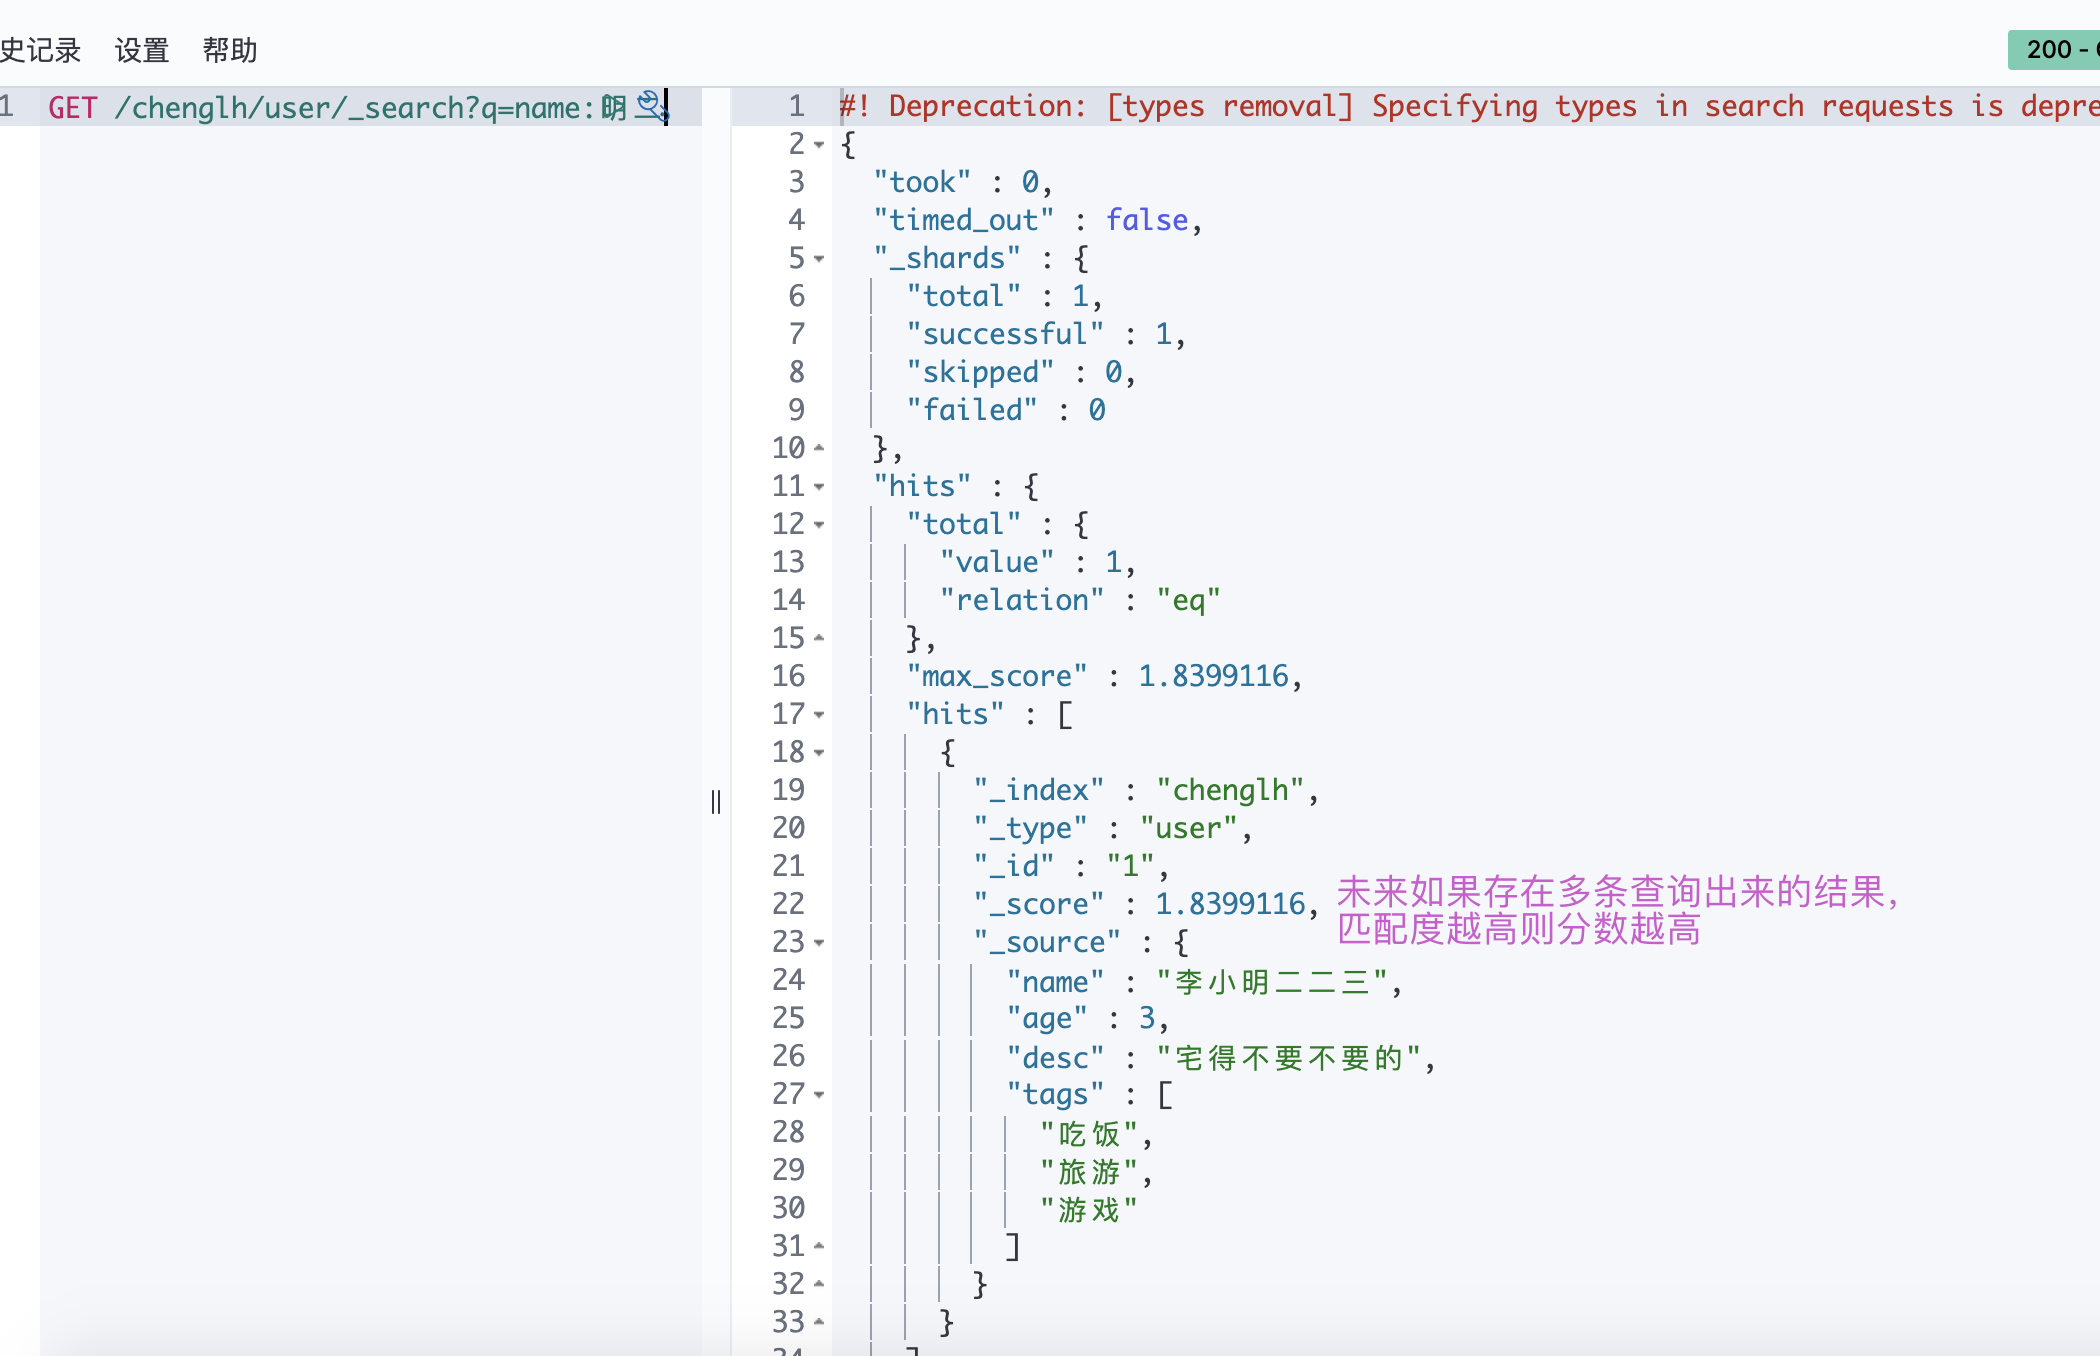 史记录 设置 帮助
200 -
1 GET /chenglh/user/_search?q=name:明二
1 #! Deprecation: [types removal] Specifying types in search requests is depre
2 {
3 "took" : 0,
4 "timed_out" : false,
5 "_shards" : {
6 "total" : 1,
7 "successful" : 1,
8 "skipped" : 0,
9 "failed" : 0
10 },
11 "hits" : {
12 "total" : {
13 "value" : 1,
14 "relation" : "eq"
15 },
16 "max_score" : 1.8399116,
17 "hits" : [
18 {
19 "_index" : "chenglh",
20 "_type" : "user",
21 "_id" : "1",
22 "_score" : 1.8399116,
未来如果存在多条查询出来的结果，
匹配度越高则分数越高
23 "_source" : {
24 "name" : "李小明二二三",
25 "age" : 3,
26 "desc" : "宅得不要不要的",
27 "tags" : [
28 "吃饭",
29 "旅游",
30 "游戏"
31 ]
32 }
33 }
34 ]